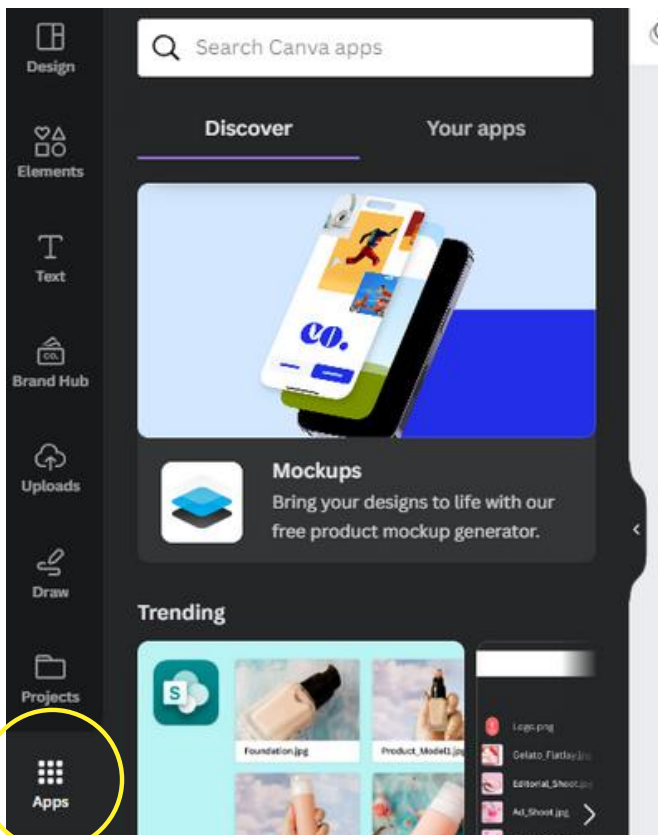 Design
Elements
Text
CO.
Brand Hub
Uploads
Draw
Projects
Apps
Search Canva apps
Discover
Your apps
co.
Mockups
Bring your designs to life with our
free product mockup generator.
Trending
S
Foundation.jpg
Product_Model1.jpg
Logo.png
Gelato_Flatlay.jpg
Editorial_Shoot.jpg
Ad_Shoot.jpg